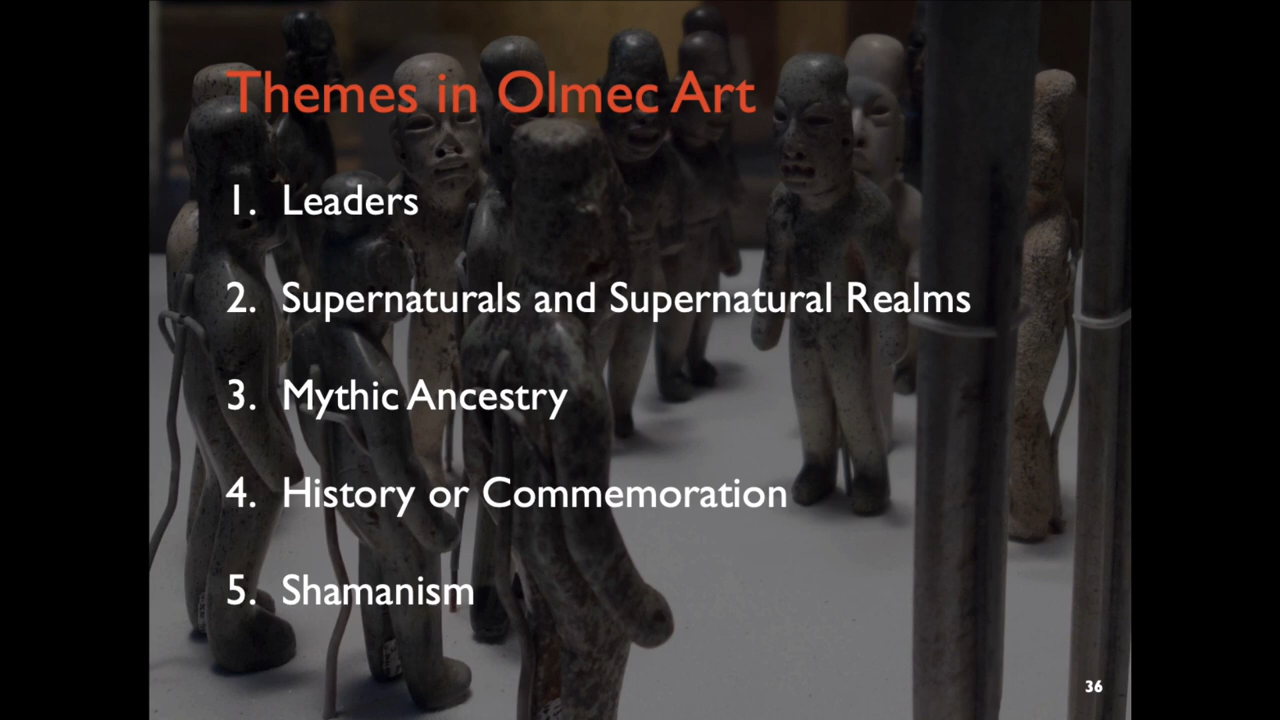 Themes in Olmec Art
1. Leaders
2. Supernaturals and Supernatural Realms
3. Mythic Ancestry
4. History or Commemoration
5. Shamanism
36